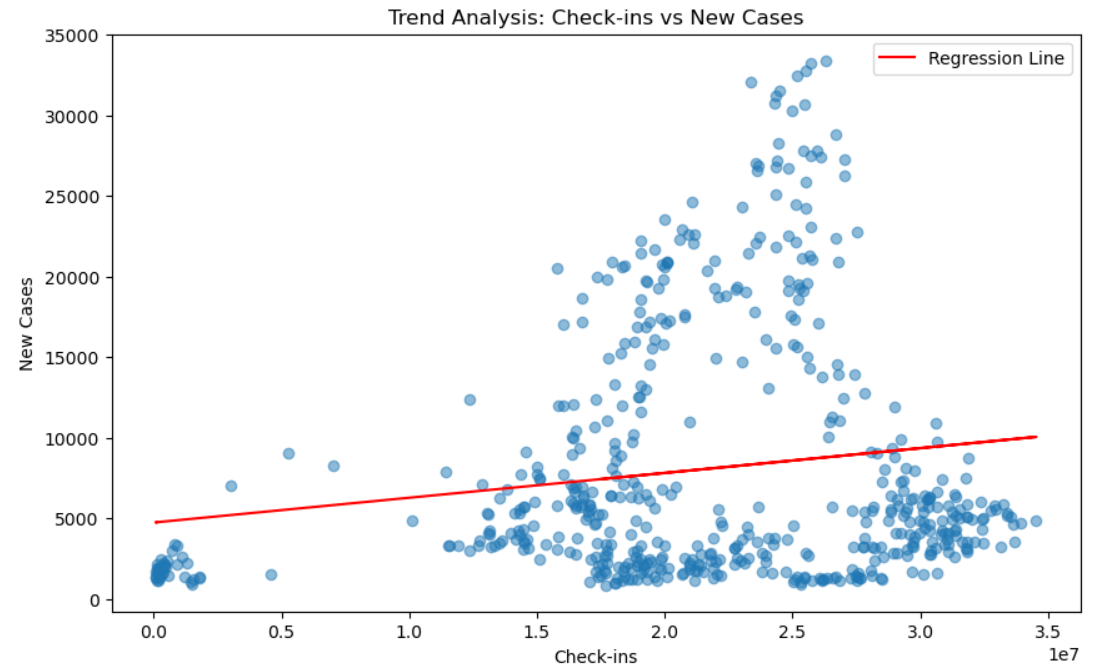 Trend Analysis: Check-ins vs New Cases
Regression Line
35000
30000
25000
20000
15000
10000
5000
0
New Cases
0.0 0.5 1.0 1.5 2.0 2.5 3.0 3.5
1e7
Check-ins